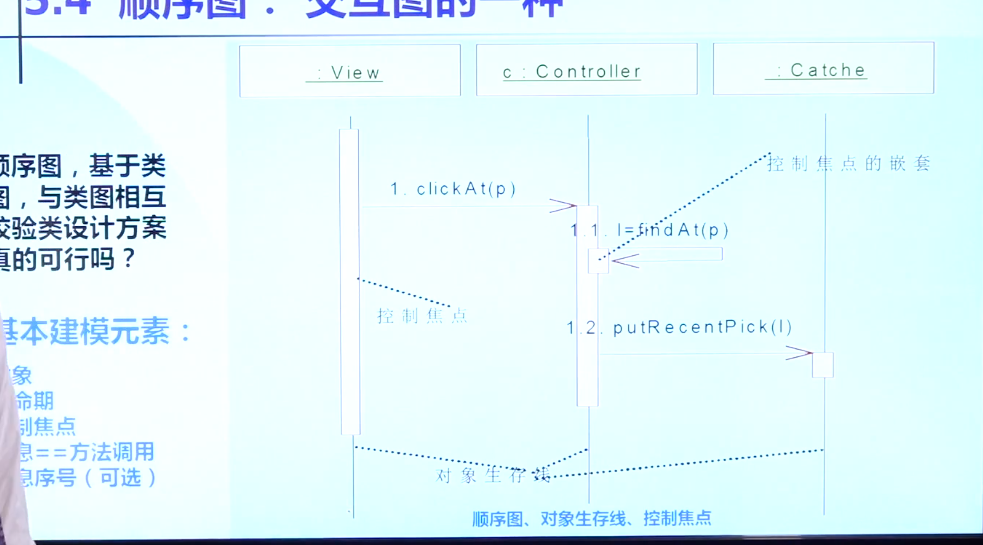 5.4 顺序图：交互图的一种
: View
c : Controller
: Catche
顺序图，基于类
图，与类图相互
校验类设计方案
真的可行吗？
控制焦点的嵌套
1. clickAt(p)
1.1. l=findAt(p)
控制焦点
1.2. putRecentPick(l)
基本建模元素：
象
命期
制焦点
息==方法调用
息序号（可选）
对象生存线
顺序图、对象生存线、控制焦点